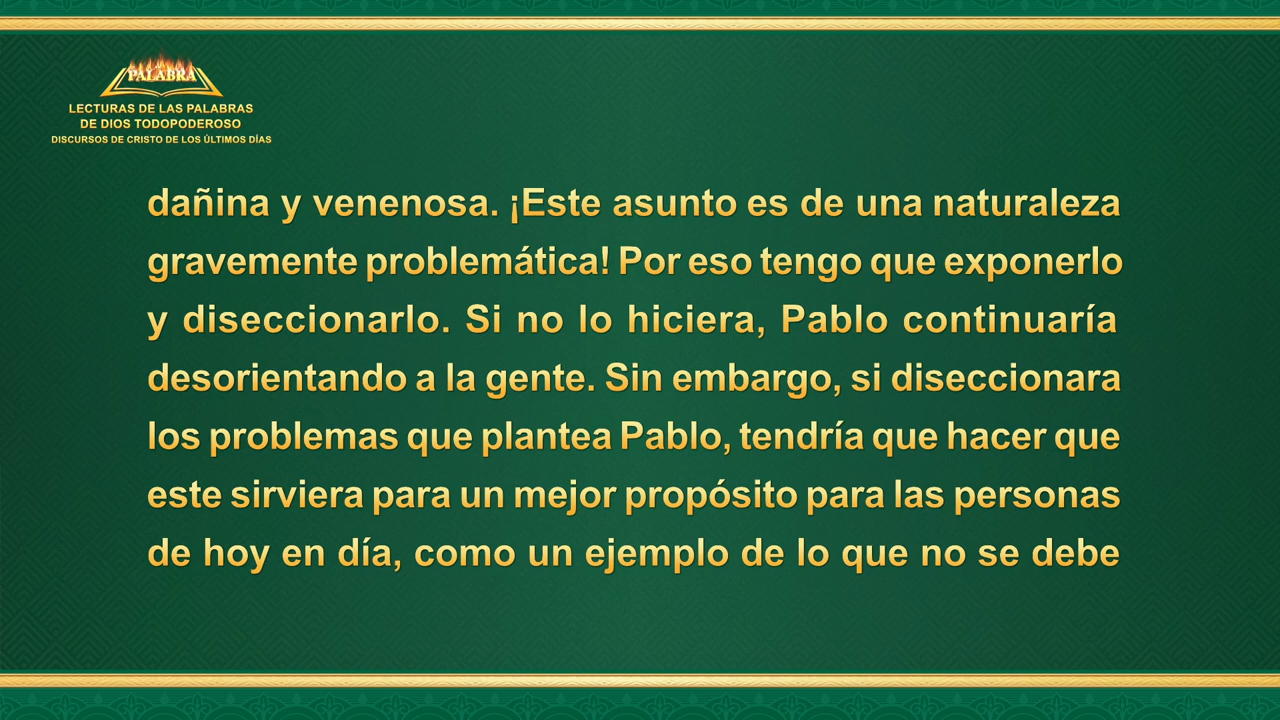 PALABRA
LECTURAS DE LAS PALABRAS
DE DIOS TODOPODEROSO
DISCURSOS DE CRISTO DE LOS ÚLTIMOS DÍAS
dañina y venenosa. ¡Este asunto es de una naturaleza
gravemente problemática! Por eso tengo que exponerlo
y diseccionarlo. Si no lo hiciera, Pablo continuaría
desorientando a la gente. Sin embargo, si diseccionara
los problemas que plantea Pablo, tendría que hacer que
este sirviera para un mejor propósito para las personas
de hoy en día, como un ejemplo de lo que no se debe